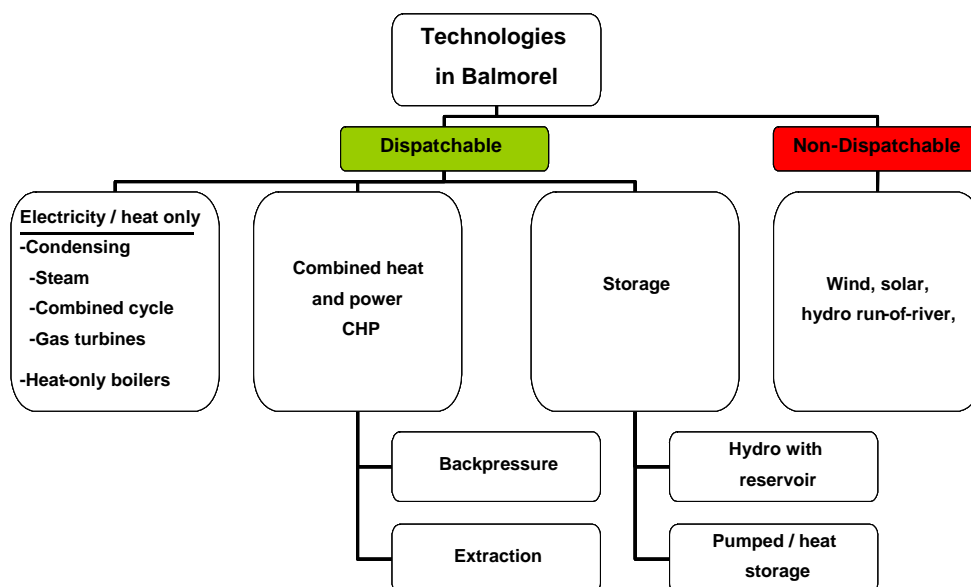 Technologies
in Balmorel
Dispatchable
Non-Dispatchable
Electricity / heat only
-Condensing
-Steam
-Combined cycle
-Gas turbines
-Heat-only boilers
Combined heat
and power
CHP
Storage
Wind, solar,
hydro run-of-river,
Backpressure
Extraction
Hydro with
reservoir
Pumped / heat
storage